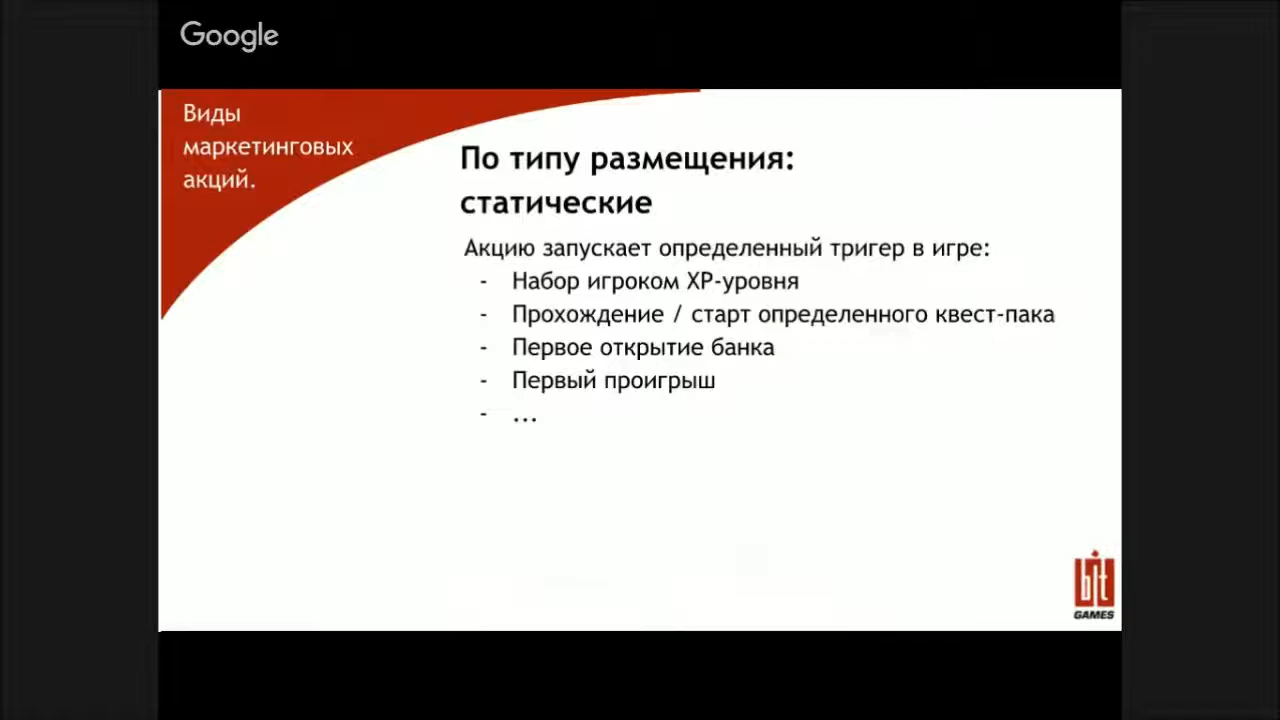 Google
Виды
маркетинговых
акций.
По типу размещения:
статические
Акцию запускает определенный тригер в игре:
- Набор игроком XP-уровня
- Прохождение / старт определенного квест-пака
- Первое открытие банка
- Первый проигрыш
- ...
bit
GAMES